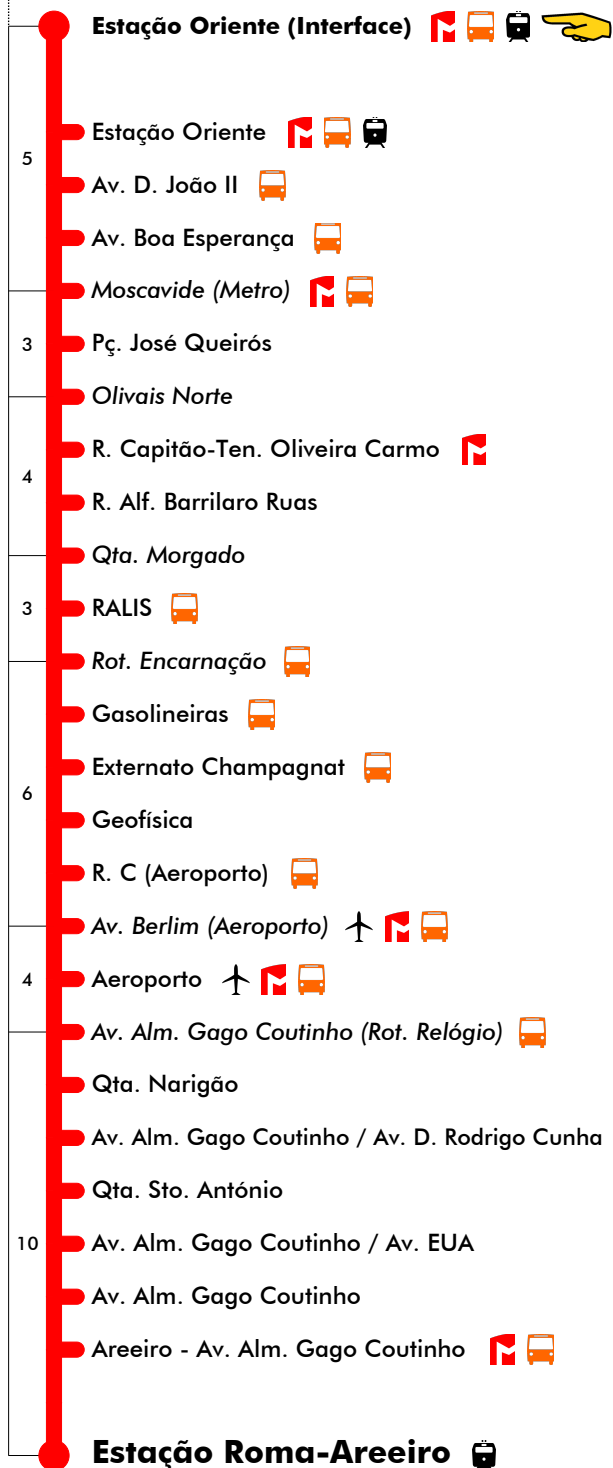 Estação Oriente (Interface)
Estação Oriente
5
Av. D. João II
Av. Boa Esperança
Moscavide (Metro)
3
Pç. José Queirós
Olivais Norte
R. Capitão-Ten. Oliveira Carmo
4
R. Alf. Barrilaro Ruas
Qta. Morgado
3
RALIS
Rot. Encarnação
Gasolineiras
Externato Champagnat
6
Geofísica
R. C (Aeroporto)
Av. Berlim (Aeroporto)
4
Aeroporto
Av. Alm. Gago Coutinho (Rot. Relógio)
Qta. Narigão
Av. Alm. Gago Coutinho / Av. D. Rodrigo Cunha
Qta. Sto. António
10
Av. Alm. Gago Coutinho / Av. EUA
Av. Alm. Gago Coutinho
Areeiro - Av. Alm. Gago Coutinho
Estação Roma-Areeiro